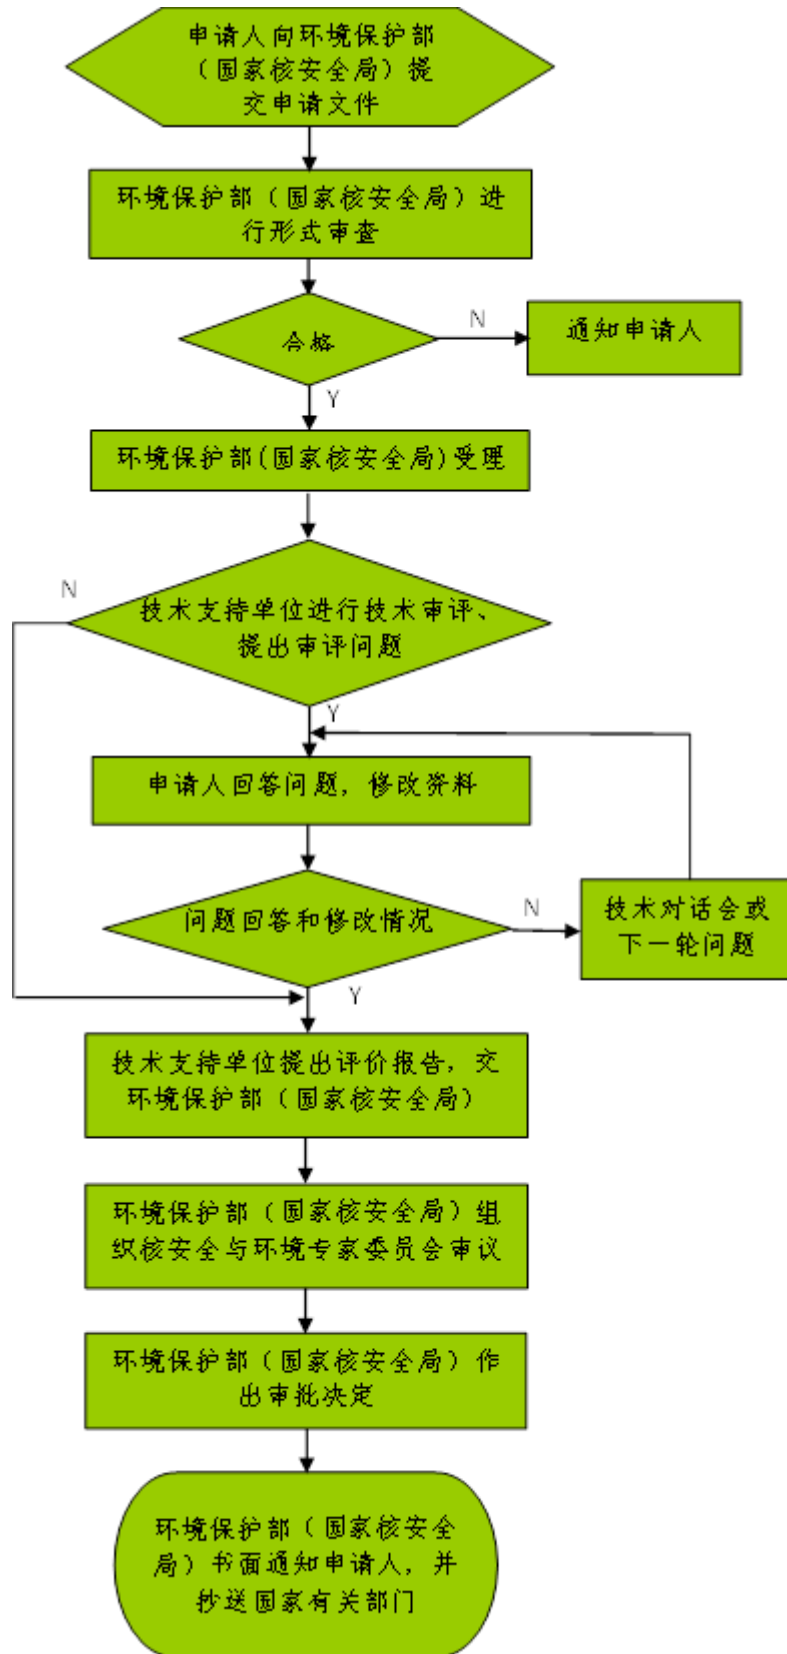 申请人向环境保护部
（国家核安全局）提
交申请文件
环境保护部（国家核安全局）进
行形式审查
合格
N
通知申请人
Y
环境保护部(国家核安全局)受理
N
技术支持单位进行技术审评、
提出审评问题
Y
申请人回答问题，修改资料
问题回答和修改情况
N
技术对话会或
下一轮问题
Y
技术支持单位提出评价报告，交
环境保护部（国家核安全局）
环境保护部（国家核安全局）组
织核安全与环境专家委员会审议
环境保护部（国家核安全局）作
出审批决定
环境保护部（国家核安全
局）书面通知申请人，并
抄送国家有关部门